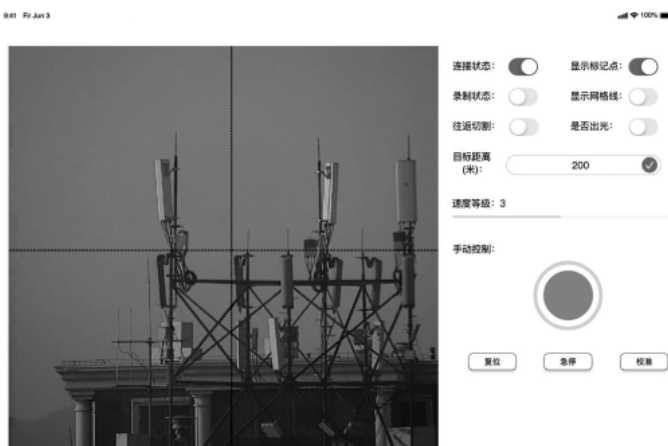 9:41 Fir Jun 3 100%
连接状态： 显示标记点：
录制状态： 显示网格线：
往返切割： 是否出光：
目标距离
(米)： 200
速度等级：3
手动控制：
复位 急停 校准